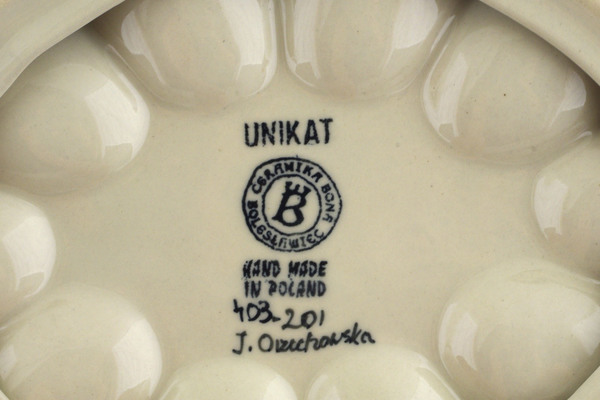 UNIKAT
CERAMIKA BONA
B
BOLESŁAWIEC
HAND MADE
IN POLAND
403-201
J. Orzechowska